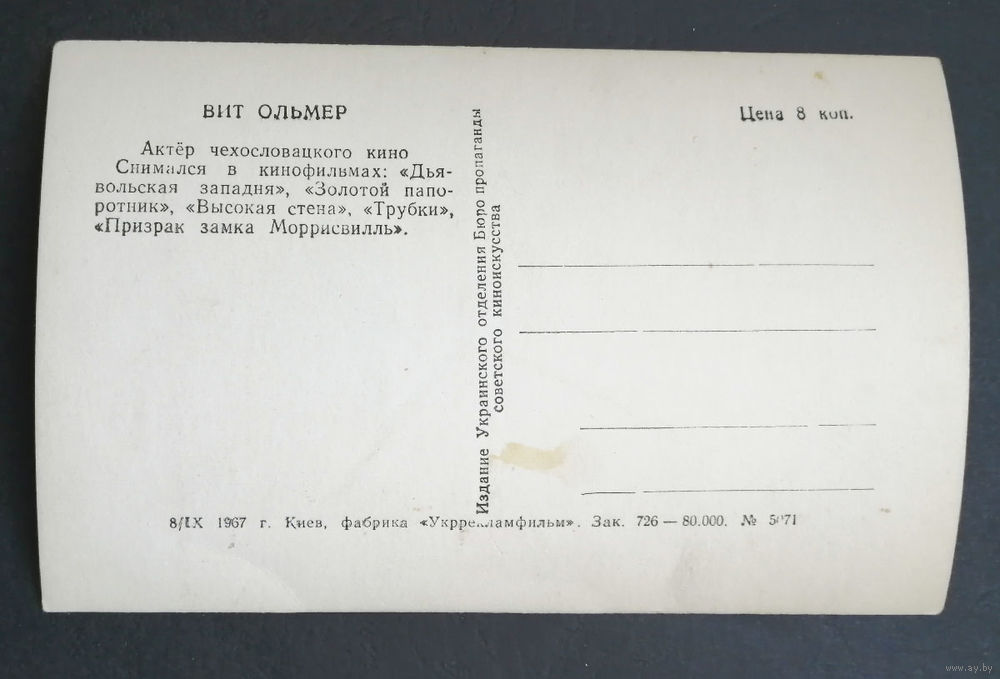 ВИТ ОЛЬМЕР
Актёр чехословацкого кино
Снимался в кинофильмах: «Дья-
вольская западня», «Золотой папо-
ротник», «Высокая стена», «Трубки»,
«Призрак замка Моррисвилль».
Издание Украинского отделения Бюро пропаганды
советского киноискусства
Цена 8 коп.
8/IX 1967 г. Киев, фабрика «Укррекламфильм». Зак. 726 — 80.000. №
www.ay.by